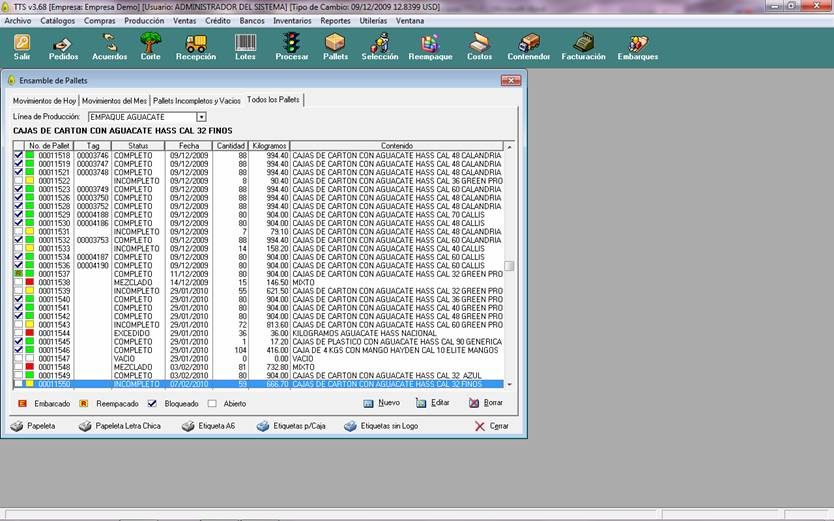 TTS v3.68 [Empresa: Empresa Demo] [Usuario: ADMINISTRADOR DEL SISTEMA] [Tipo de Cambio: 09/12/2009 12.8399 USD]
Archivo Catálogos Compras Producción Ventas Crédito Bancos Inventarios Reportes Utilerías Ventana
Salir Pedidos Acuerdos Corte Recepción Lotes Procesar Pallets Selección Reempaque Costos Contenedor Facturación Embarques
Ensamble de Pallets
Movimientos de Hoy Movimientos del Mes Pallets Incompletos y Vacios Todos los Pallets
Línea de Producción: EMPAQUE AGUACATE
CAJAS DE CARTON CON AGUACATE HASS CAL 32 FINOS
No. de Pallet Tag Status Fecha Cantidad Kilogramos Contenido
00011518 00003746 COMPLETO 09/12/2009 88 994.40 CAJAS DE CARTON CON AGUACATE HASS CAL 48 CALANDRIA
00011519 00003747 COMPLETO 09/12/2009 88 994.40 CAJAS DE CARTON CON AGUACATE HASS CAL 48 CALANDRIA
00011521 00003748 COMPLETO 09/12/2009 88 994.40 CAJAS DE CARTON CON AGUACATE HASS CAL 48 CALANDRIA
00011522 INCOMPLETO 09/12/2009 8 90.40 CAJAS DE CARTON CON AGUACATE HASS CAL 36 GREEN PRO
00011523 00003749 COMPLETO 09/12/2009 88 994.40 CAJAS DE CARTON CON AGUACATE HASS CAL 60 CALANDRIA
00011526 00003750 COMPLETO 09/12/2009 88 994.40 CAJAS DE CARTON CON AGUACATE HASS CAL 48 CALANDRIA
00011528 00003752 COMPLETO 09/12/2009 88 994.40 CAJAS DE CARTON CON AGUACATE HASS CAL 48 CALANDRIA
00011529 00004188 COMPLETO 09/12/2009 80 904.00 CAJAS DE CARTON CON AGUACATE HASS CAL 70 CALLIS
00011530 00004186 COMPLETO 09/12/2009 80 904.00 CAJAS DE CARTON CON AGUACATE HASS CAL 60 CALLIS
00011531 INCOMPLETO 09/12/2009 7 79.10 CAJAS DE CARTON CON AGUACATE HASS CAL 48 CALANDRIA
00011532 00003753 COMPLETO 09/12/2009 88 994.40 CAJAS DE CARTON CON AGUACATE HASS CAL 60 CALANDRIA
00011533 INCOMPLETO 09/12/2009 14 158.20 CAJAS DE CARTON CON AGUACATE HASS CAL 40 CALLIS
00011534 00004187 COMPLETO 09/12/2009 80 904.00 CAJAS DE CARTON CON AGUACATE HASS CAL 60 CALLIS
00011536 00004190 COMPLETO 09/12/2009 80 904.00 CAJAS DE CARTON CON AGUACATE HASS CAL 60 CALLIS
00011537 COMPLETO 11/12/2009 80 904.00 CAJAS DE CARTON CON AGUACATE HASS CAL 32 GREEN PRO
00011538 MEZCLADO 14/12/2009 15 146.50 MIXTO
00011539 INCOMPLETO 29/01/2010 55 621.50 CAJAS DE CARTON CON AGUACATE HASS CAL 32 GREEN PRO
00011540 COMPLETO 29/01/2010 80 904.00 CAJAS DE CARTON CON AGUACATE HASS CAL 36 GREEN PRO
00011541 COMPLETO 29/01/2010 80 904.00 CAJAS DE CARTON CON AGUACATE HASS CAL 40 GREEN PRO
00011542 COMPLETO 29/01/2010 80 904.00 CAJAS DE CARTON CON AGUACATE HASS CAL 48 GREEN PRO
00011543 INCOMPLETO 29/01/2010 72 813.60 CAJAS DE CARTON CON AGUACATE HASS CAL 60 GREEN PRO
00011544 EXCEDIDO 29/01/2010 36 36.00 KILOGRAMOS AGUACATE HASS NACIONAL
00011545 COMPLETO 29/01/2010 1 17.20 CAJAS DE PLASTICO CON AGUACATE HASS CAL 90 GENERICA
00011546 COMPLETO 29/01/2010 104 416.00 CAJA DE 4 KGS CON MANGO HAYDEN CAL 10 ELITE MANGOS
00011547 VACIO 29/01/2010 0 0.00 VACIO
00011548 MEZCLADO 03/02/2010 81 732.80 MIXTO
00011549 COMPLETO 03/02/2010 80 904.00 CAJAS DE CARTON CON AGUACATE HASS CAL 32 AZUL
00011550 INCOMPLETO 07/02/2010 59 666.70 CAJAS DE CARTON CON AGUACATE HASS CAL 32 FINOS
E Embarcado R Reempacado Bloqueado Abierto Nuevo Editar Borrar
Papeleta Papeleta Letra Chica Etiqueta A6 Etiquetas p/Caja Etiquetas sin Logo Cerrar